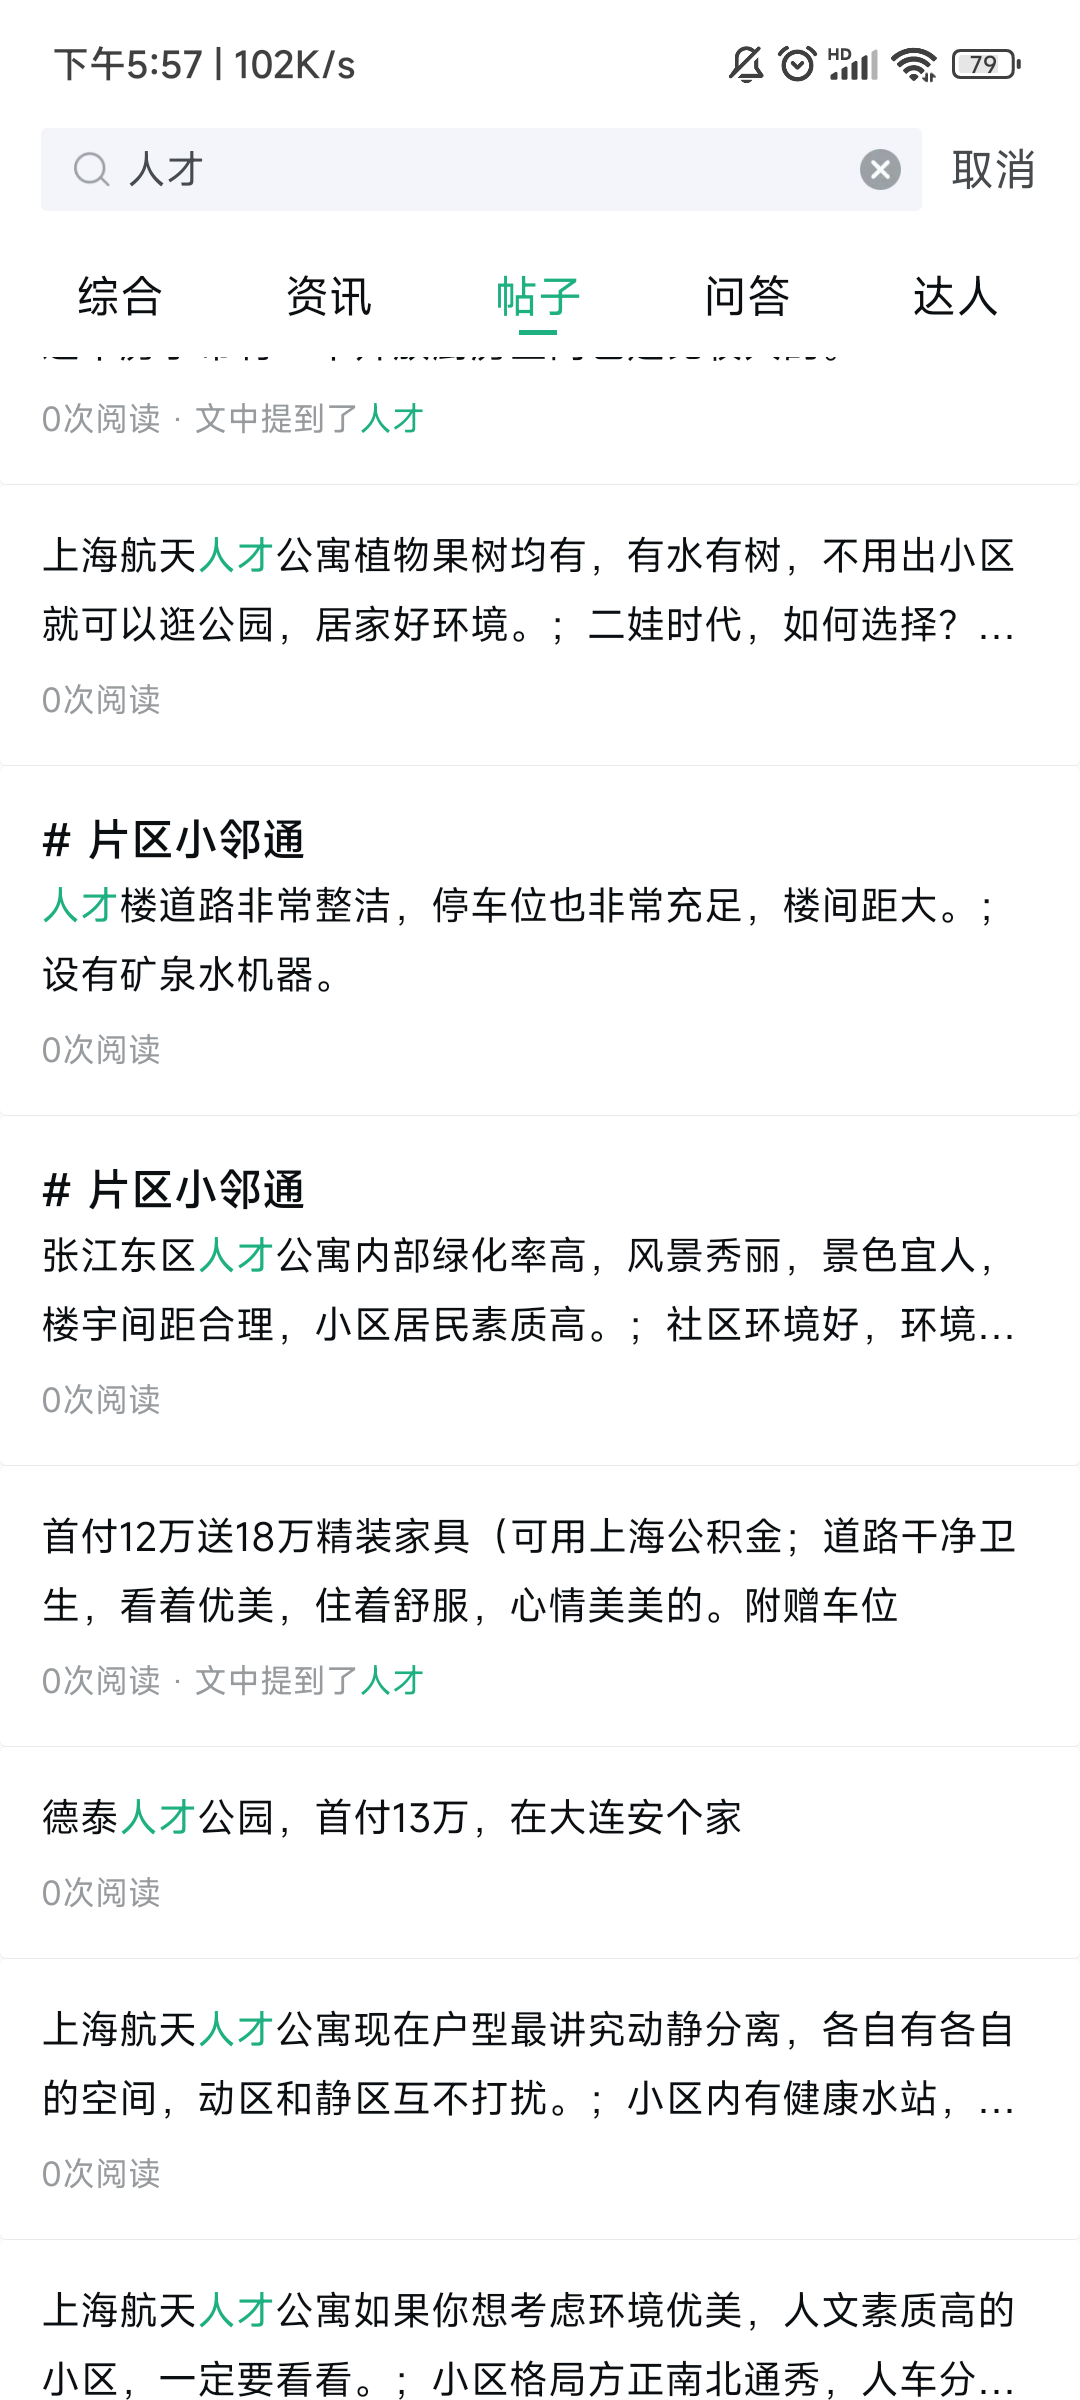 下午5:57 | 102K/s
HD
79
人才
取消
综合 资讯 帖子 问答 达人
0次阅读 · 文中提到了人才
上海航天人才公寓植物果树均有，有水有树，不用出小区
就可以逛公园，居家好环境。；二娃时代，如何选择？...
0次阅读
# 片区小邻通
人才楼道路非常整洁，停车位也非常充足，楼间距大。；
设有矿泉水机器。
0次阅读
# 片区小邻通
张江东区人才公寓内部绿化率高，风景秀丽，景色宜人，
楼宇间距合理，小区居民素质高。；社区环境好，环境...
0次阅读
首付12万送18万精装家具（可用上海公积金；道路干净卫
生，看着优美，住着舒服，心情美美的。附赠车位
0次阅读 · 文中提到了人才
德泰人才公园，首付13万，在大连安个家
0次阅读
上海航天人才公寓现在户型最讲究动静分离，各自有各自
的空间，动区和静区互不打扰。；小区内有健康水站，...
0次阅读
上海航天人才公寓如果你想考虑环境优美，人文素质高的
小区，一定要看看。；小区格局方正南北通秀，人车分...